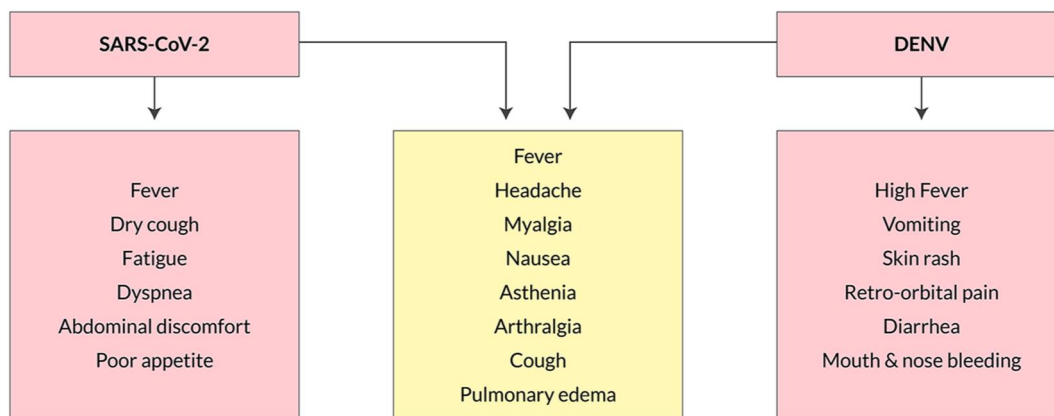 SARS-CoV-2
DENV
Fever
Dry cough
Fatigue
Dyspnea
Abdominal discomfort
Poor appetite
Fever
Headache
Myalgia
Nausea
Asthenia
Arthralgia
Cough
Pulmonary edema
High Fever
Vomiting
Skin rash
Retro-orbital pain
Diarrhea
Mouth & nose bleeding